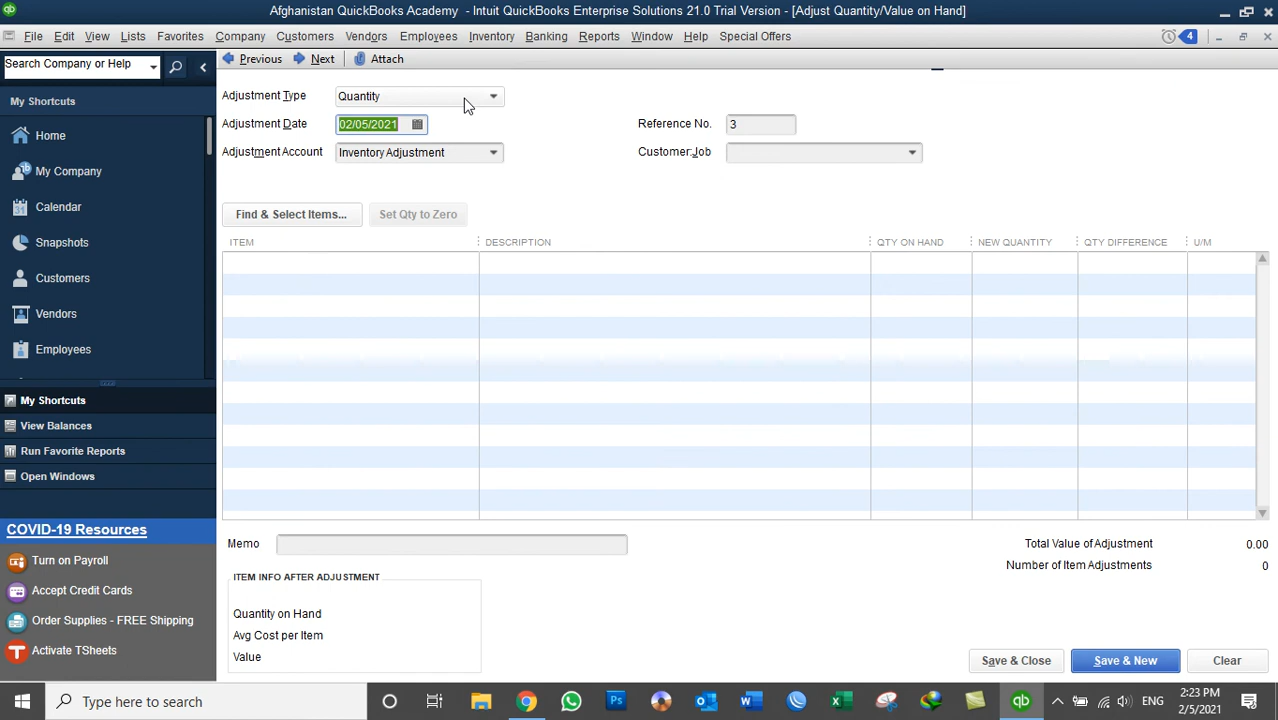 Afghanistan QuickBooks Academy - Intuit QuickBooks Enterprise Solutions 21.0 Trial Version - [Adjust Quantity/Value on Hand]
File Edit View Lists Favorites Company Customers Vendors Employees Inventory Banking Reports Window Help Special Offers 4
Search Company or Help
Previous Next Attach
My Shortcuts
Home
My Company
Calendar
Snapshots
Customers
Vendors
Employees
My Shortcuts
View Balances
Run Favorite Reports
Open Windows
COVID-19 Resources
Turn on Payroll
Accept Credit Cards
Order Supplies - FREE Shipping
Activate TSheets
Adjustment Type Quantity
Adjustment Date 02/05/2021 Reference No. 3
Adjustment Account Inventory Adjustment Customer:Job
Find & Select Items... Set Qty to Zero
ITEM DESCRIPTION QTY ON HAND NEW QUANTITY QTY DIFFERENCE U/M
Memo Total Value of Adjustment 0.00
Number of Item Adjustments 0
ITEM INFO AFTER ADJUSTMENT
Quantity on Hand
Avg Cost per Item
Value
Save & Close Save & New Clear
Type here to search
ENG
2:23 PM
2/5/2021